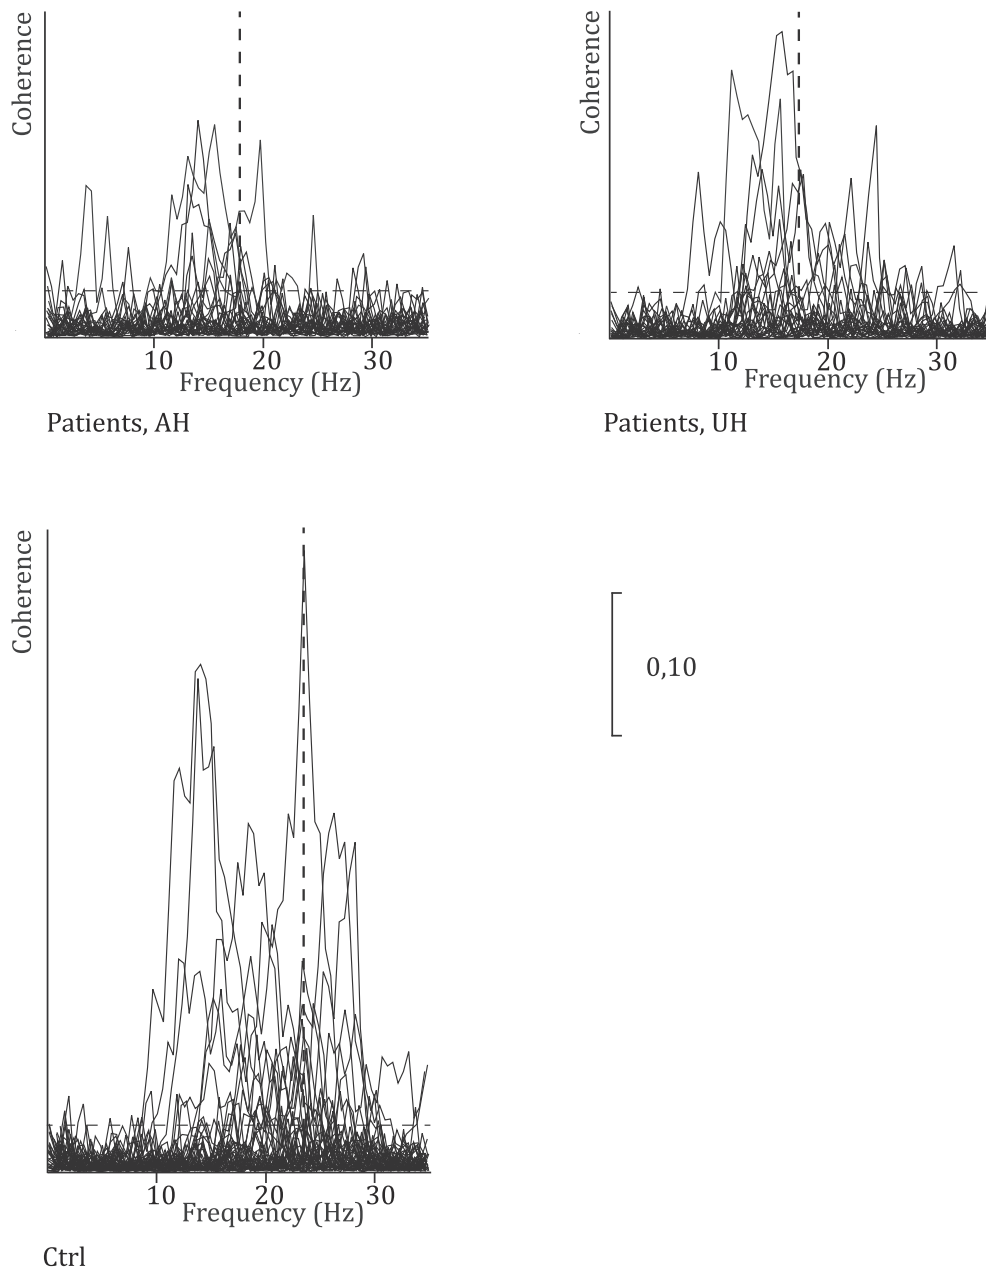 Coherence
10 20 30
Frequency (Hz)
Patients, AH
Coherence
10 20 30
Frequency (Hz)
Patients, UH
Coherence
10 20 30
Frequency (Hz)
Ctrl
0,10